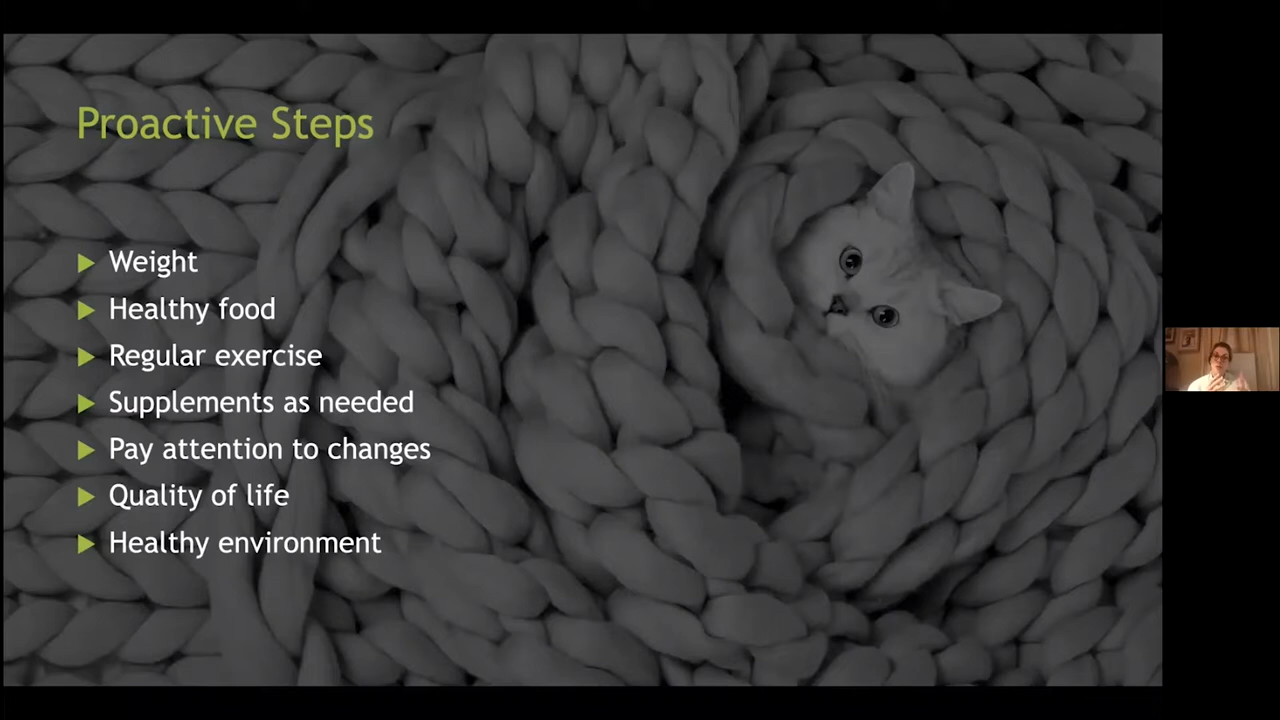 Proactive Steps
Weight
Healthy food
Regular exercise
Supplements as needed
Pay attention to changes
Quality of life
Healthy environment